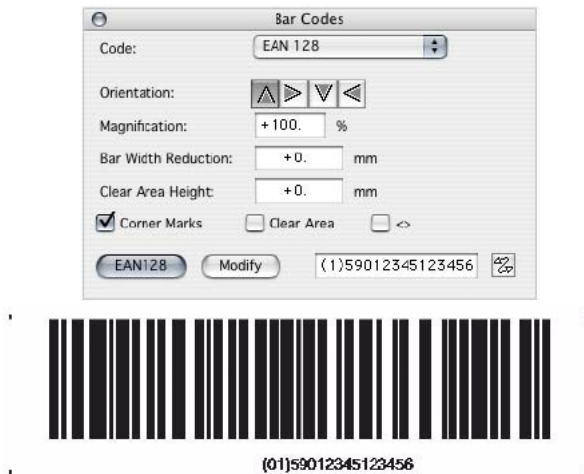 Bar Codes
Code: EAN 128
Orientation:
Magnification: +100. %
Bar Width Reduction: +0. mm
Clear Area Height: +0. mm
Corner Marks Clear Area <>
EAN128 Modify (1)59012345123456
(01)59012345123456